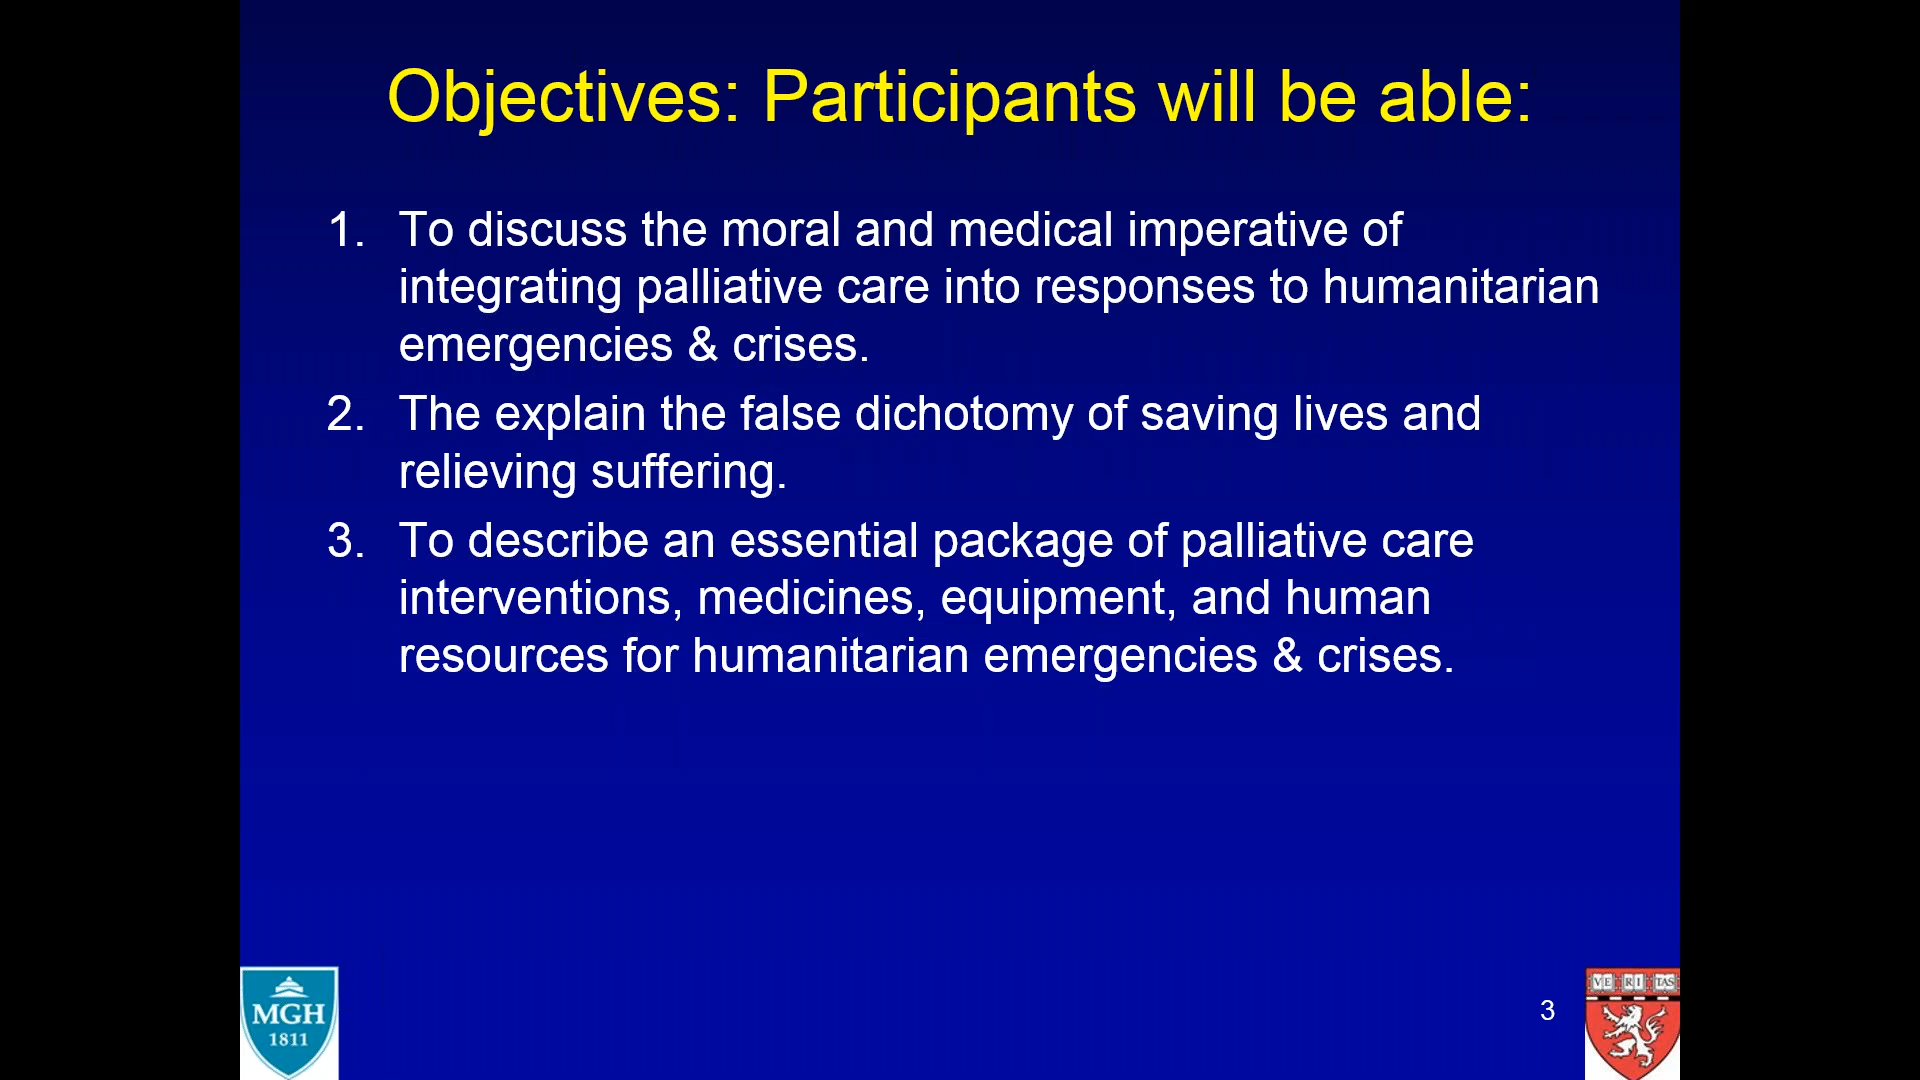 Objectives: Participants will be able:
1. To discuss the moral and medical imperative of
integrating palliative care into responses to humanitarian
emergencies & crises.
2. The explain the false dichotomy of saving lives and
relieving suffering.
3. To describe an essential package of palliative care
interventions, medicines, equipment, and human
resources for humanitarian emergencies & crises.
MGH
1811
3
VE RI TAS